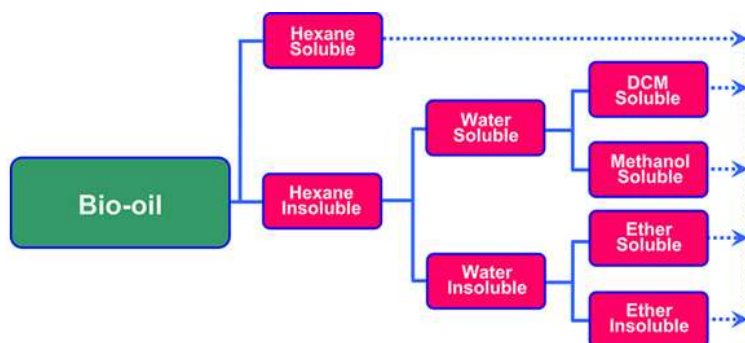 Bio-oil
Hexane
Soluble
Hexane
Insoluble
Water
Soluble
Water
Insoluble
DCM
Soluble
Methanol
Soluble
Ether
Soluble
Ether
Insoluble